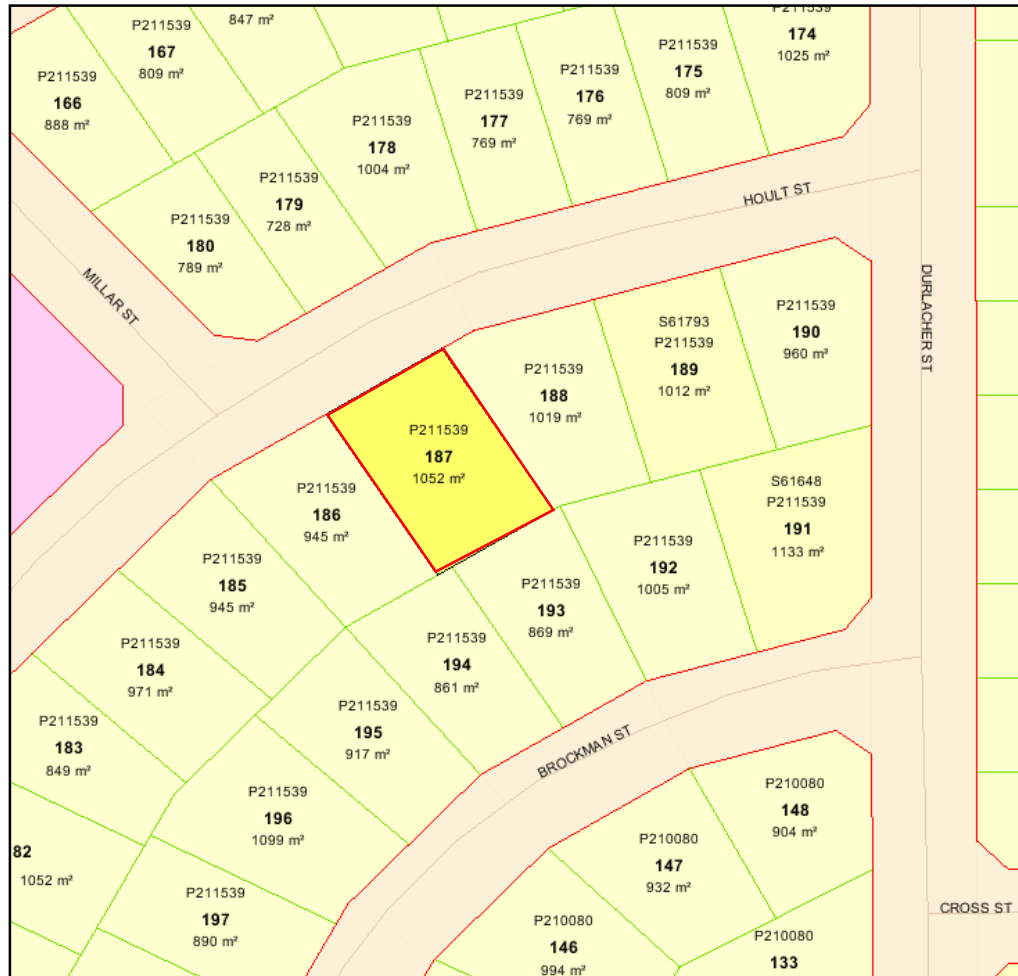 847 m²
P211539
167
809 m²
P211539
174
1025 m²
P211539
175
809 m²
P211539
176
769 m²
P211539
177
769 m²
P211539
166
888 m²
P211539
178
1004 m²
P211539
179
728 m²
P211539
180
789 m²
HOULT ST
MILLAR ST
DURLACHER ST
P211539
190
960 m²
S61793
P211539
189
1012 m²
P211539
188
1019 m²
P211539
187
1052 m²
P211539
186
945 m²
S61648
P211539
191
1133 m²
P211539
192
1005 m²
P211539
185
945 m²
P211539
193
869 m²
P211539
194
861 m²
P211539
184
971 m²
P211539
195
917 m²
P211539
183
849 m²
BROCKMAN ST
P211539
196
1099 m²
P210080
148
904 m²
82
1052 m²
P210080
147
932 m²
P211539
197
890 m²
CROSS ST
P210080
146
994 m²
P210080
133